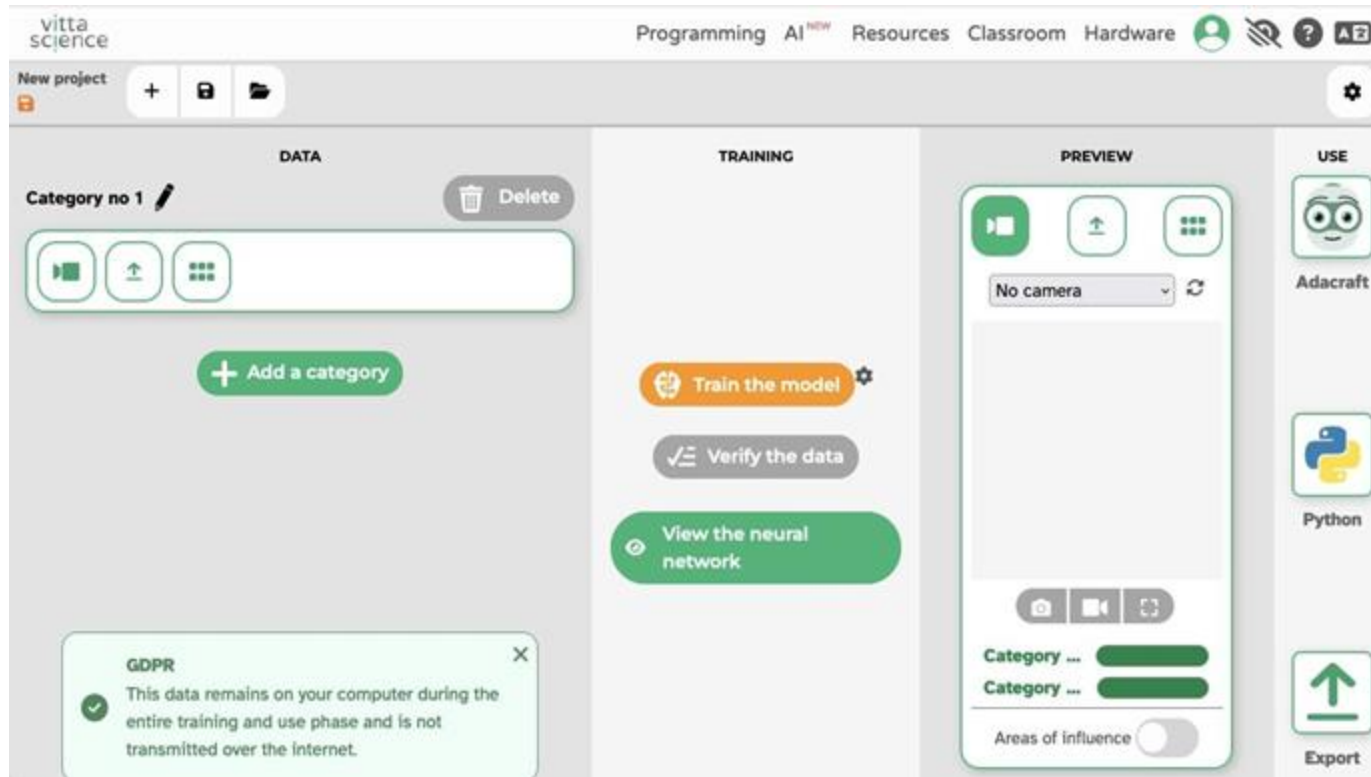 vitta
science
Programming AI NEW Resources Classroom Hardware
New project
DATA
TRAINING
PREVIEW
USE
Category no 1
Delete
Add a category
Train the model
Verify the data
View the neural
network
No camera
Category ...
Category ...
Areas of influence
Adacraft
Python
Export
GDPR
This data remains on your computer during the
entire training and use phase and is not
transmitted over the internet.